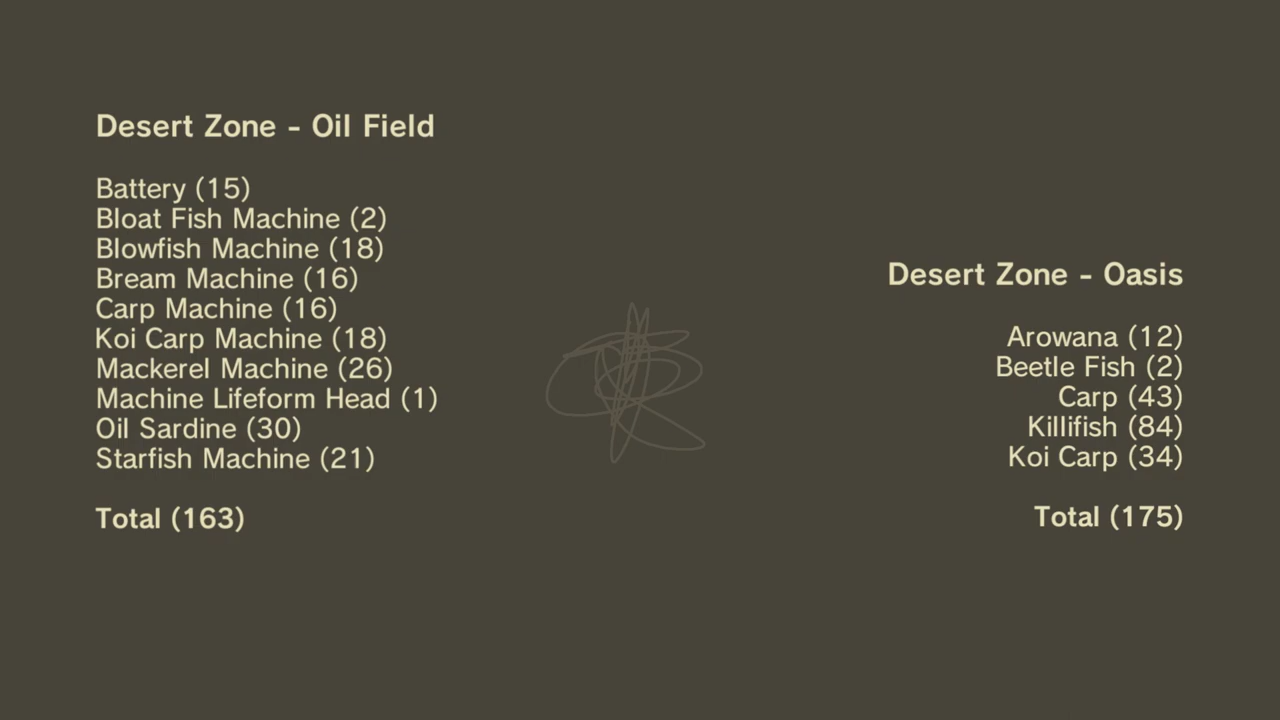 Desert Zone - Oil Field
Battery (15)
Bloat Fish Machine (2)
Blowfish Machine (18)
Bream Machine (16)
Carp Machine (16)
Koi Carp Machine (18)
Mackerel Machine (26)
Machine Lifeform Head (1)
Oil Sardine (30)
Starfish Machine (21)
Total (163)
Desert Zone - Oasis
Arowana (12)
Beetle Fish (2)
Carp (43)
Killifish (84)
Koi Carp (34)
Total (175)